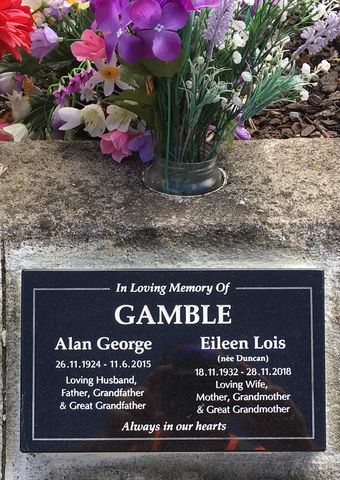 In Loving Memory Of
GAMBLE
Alan George
26.11.1924 - 11.6.2015
Loving Husband,
Father, Grandfather
& Great Grandfather
Eileen Lois
(nèe Duncan)
18.11.1932 - 28.11.2018
Loving Wife,
Mother, Grandmother
& Great Grandmother
Always in our hearts